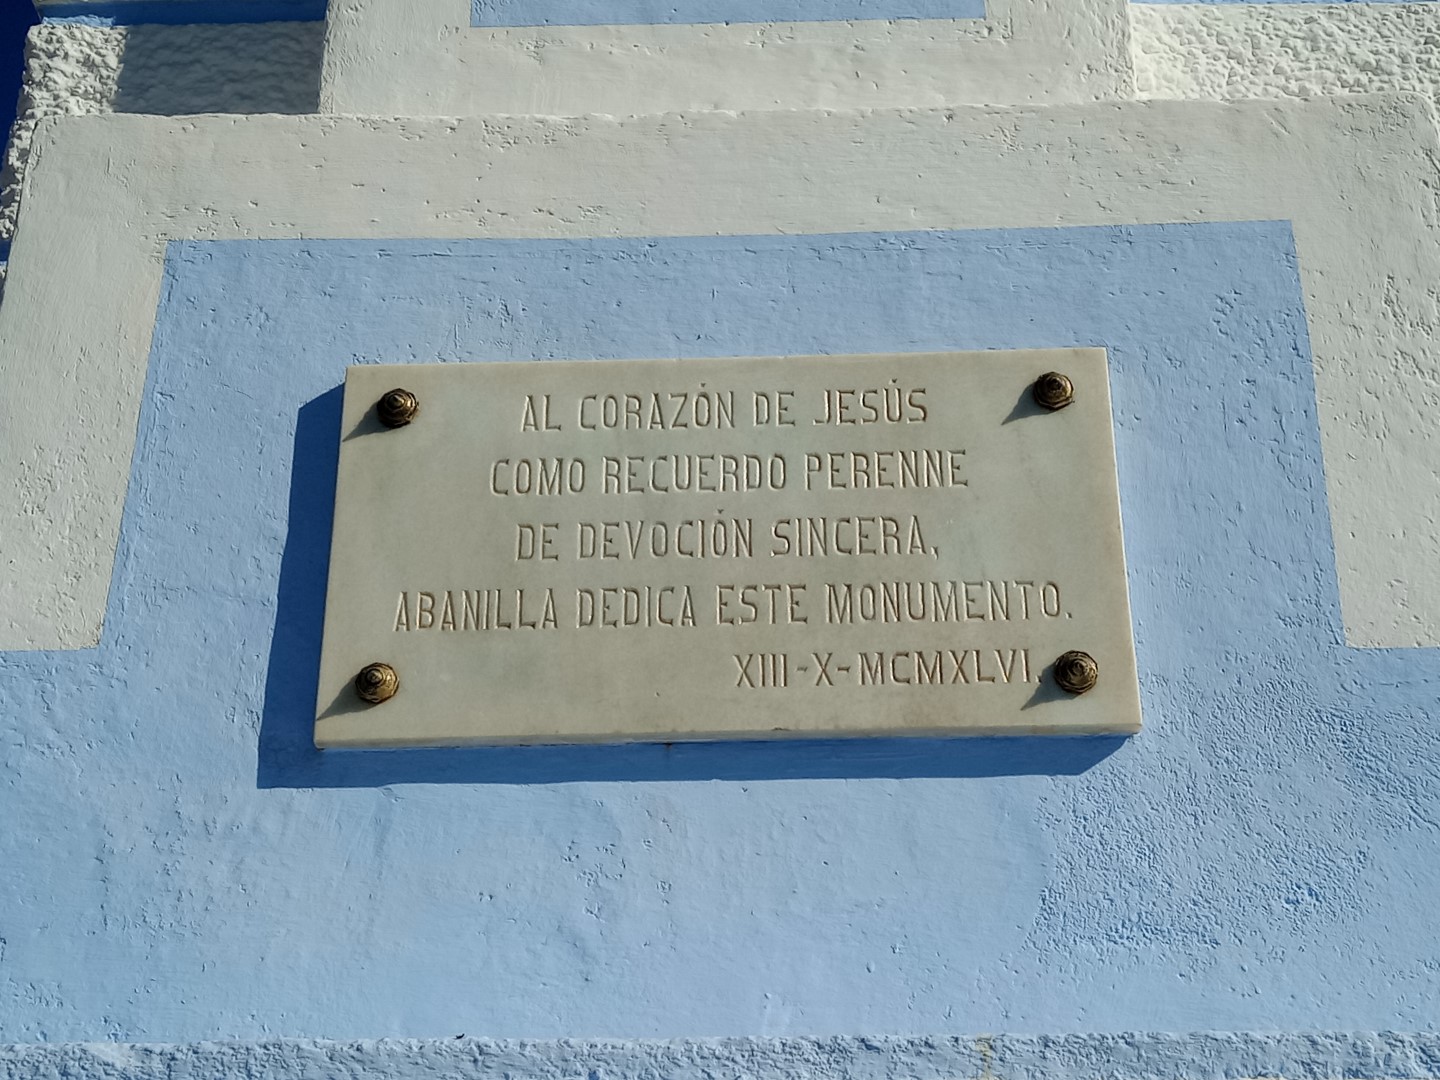 AL CORAZÓN DE JESÚS
COMO RECUERDO PERENNE
DE DEVOCIÓN SINCERA,
ABANILLA DEDICA ESTE MONUMENTO.
XIII-X-MCMXLVI.